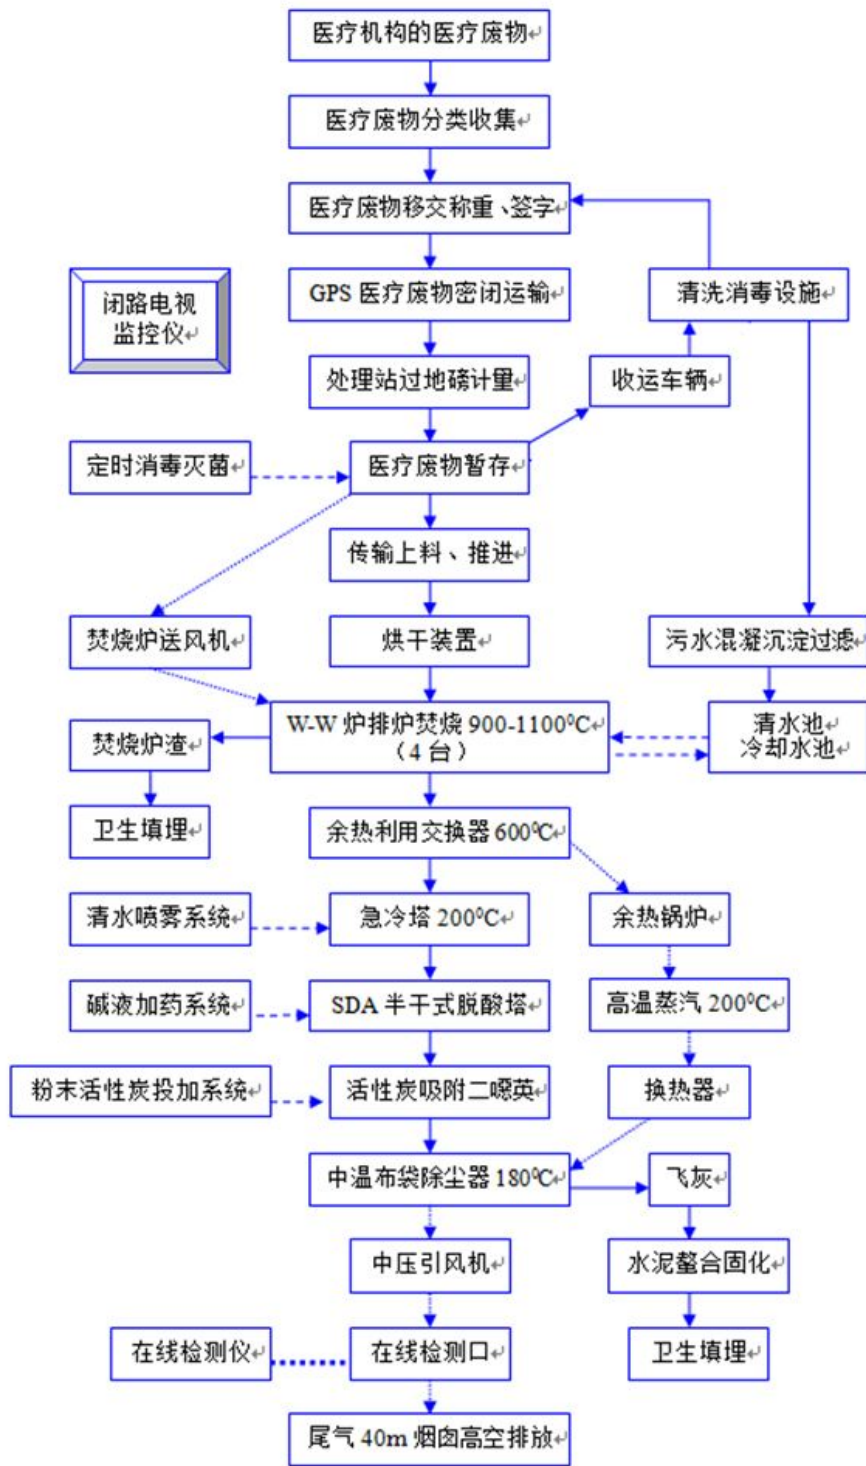 医疗机构的医疗废物↵
医疗废物分类收集↵
医疗废物移交称重、签字↵
GPS 医疗废物密闭运输↵
清洗消毒设施↵
闭路电视
监控仪↵
处理站过地磅计量↵
收运车辆↵
定时消毒灭菌↵
医疗废物暂存↵
传输上料、推进↵
焚烧炉送风机↵
烘干装置↵
污水混凝沉淀过滤↵
W-W 炉排炉焚烧 900-1100⁰C↵
（4 台）↵
清水池↵
冷却水池↵
焚烧炉渣↵
卫生填埋↵
余热利用交换器 600⁰C↵
清水喷雾系统↵
急冷塔 200⁰C↵
余热锅炉↵
碱液加药系统↵
SDA 半干式脱酸塔↵
高温蒸汽 200⁰C↵
粉末活性炭投加系统↵
活性炭吸附二噁英↵
换热器↵
中温布袋除尘器 180⁰C↵
飞灰↵
中压引风机↵
水泥螯合固化↵
在线检测仪↵
在线检测口↵
卫生填埋↵
尾气 40m 烟囱高空排放↵